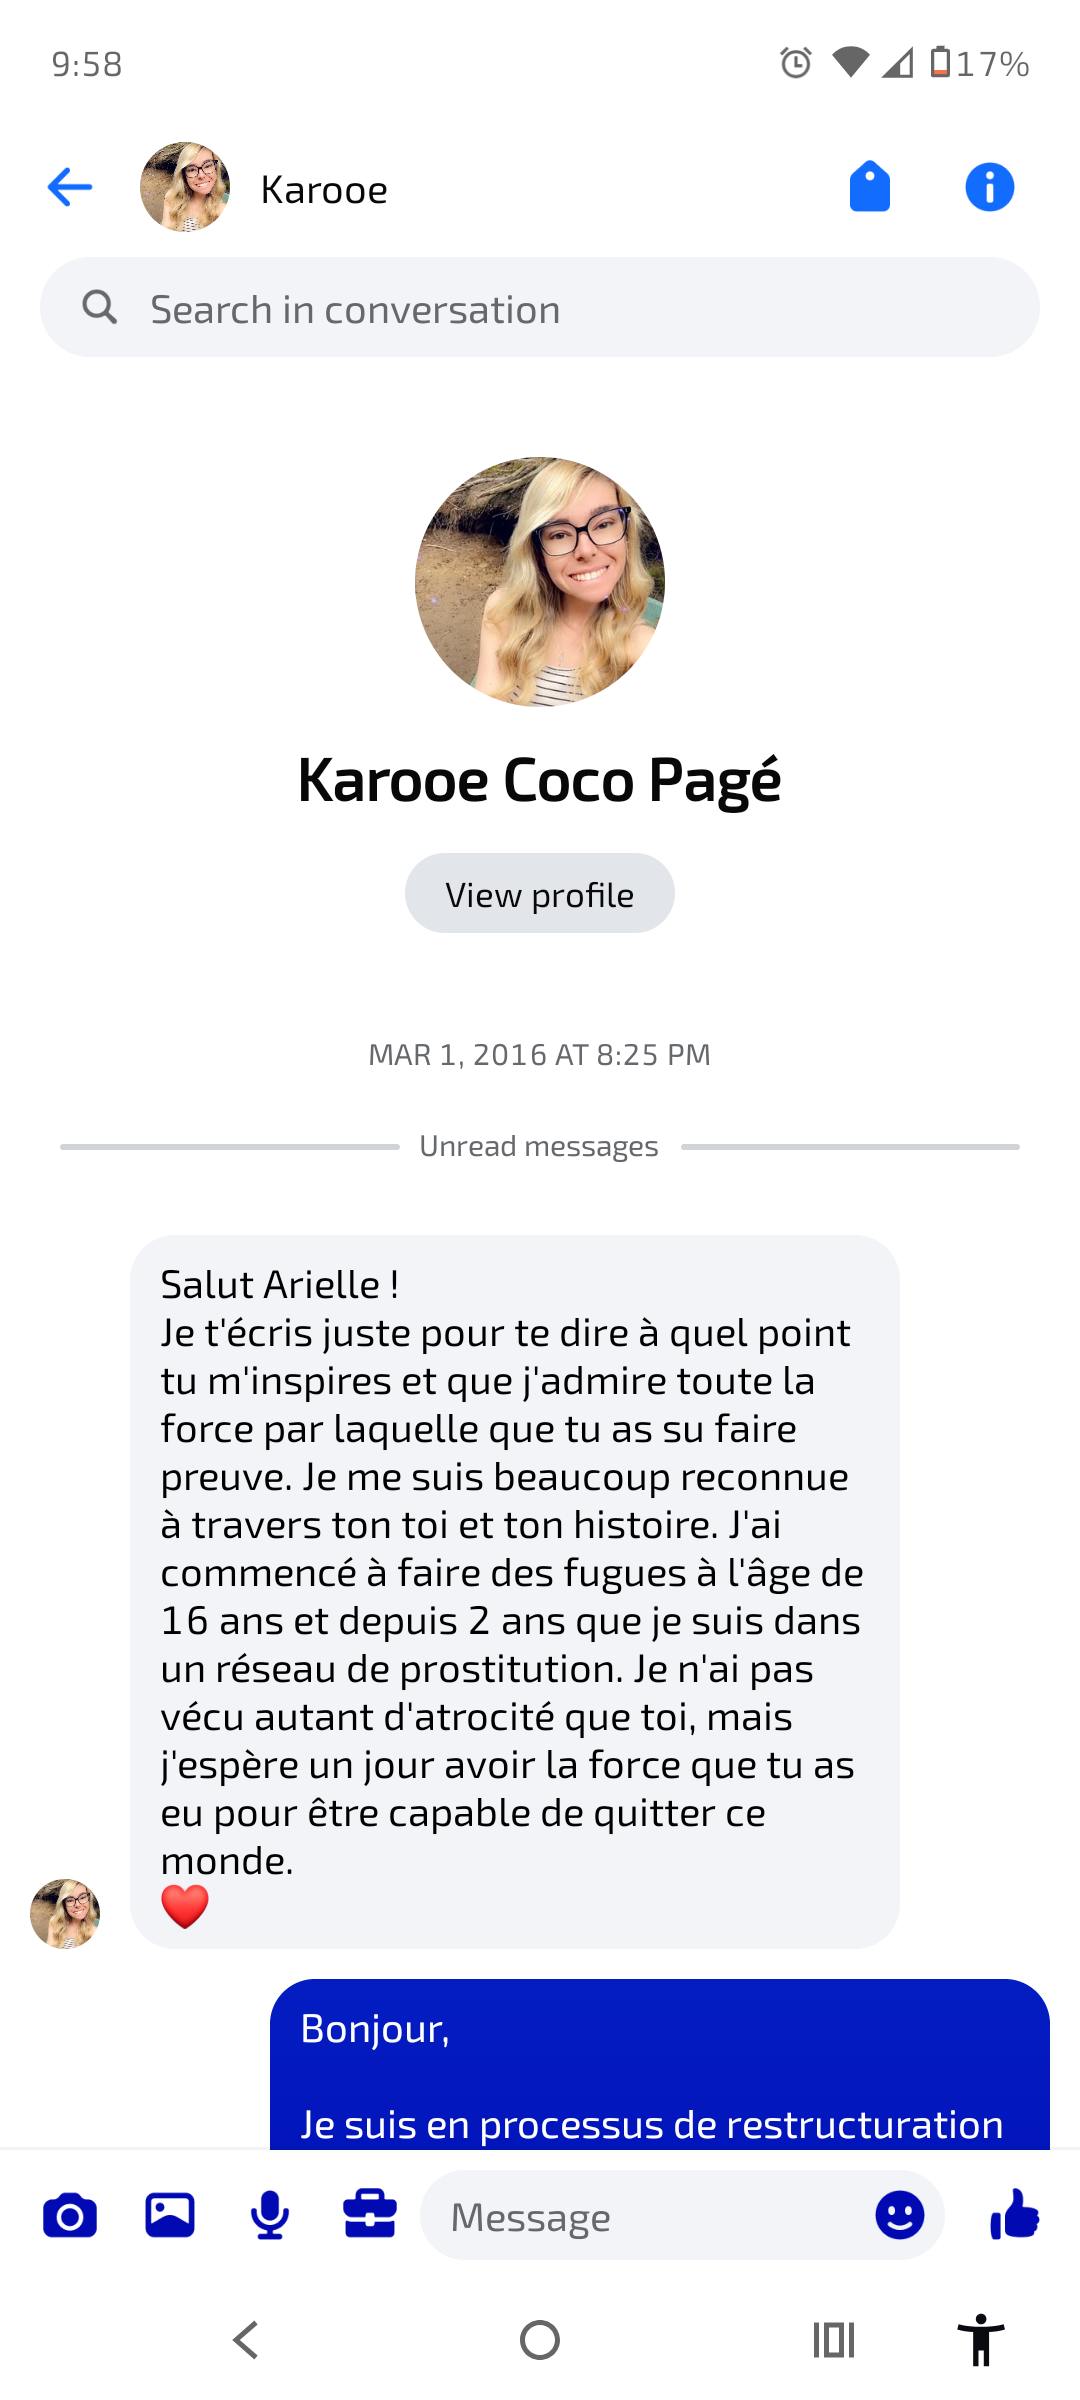 9:58
17%
Karooe
Search in conversation
Karooe Coco Pagé
View profile
MAR 1, 2016 AT 8:25 PM
Unread messages
Salut Arielle !
Je t'écris juste pour te dire à quel point
tu m'inspires et que j'admire toute la
force par laquelle que tu as su faire
preuve. Je me suis beaucoup reconnue
à travers ton toi et ton histoire. J'ai
commencé à faire des fugues à l'âge de
16 ans et depuis 2 ans que je suis dans
un réseau de prostitution. Je n'ai pas
vécu autant d'atrocité que toi, mais
j'espère un jour avoir la force que tu as
eu pour être capable de quitter ce
monde.
❤️
Bonjour,
Je suis en processus de restructuration
Message